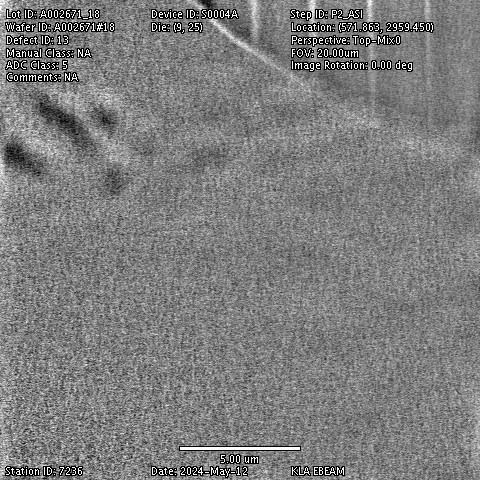 Lot ID: A002671_18
Wafer ID: A002671#18
Defect ID: 13
Manual Class: NA
ADC Class: 5
Comments: NA
Device ID: S0004A
Die: (9, 25)
Step ID: P2_ASI
Location: (571.863, 2959.450)
Perspective: Top-Mix0
FOV: 20.00um
Image Rotation: 0.00 deg
5.00 um
Station ID: 7236
Date: 2024-May-12
KLA EBEAM